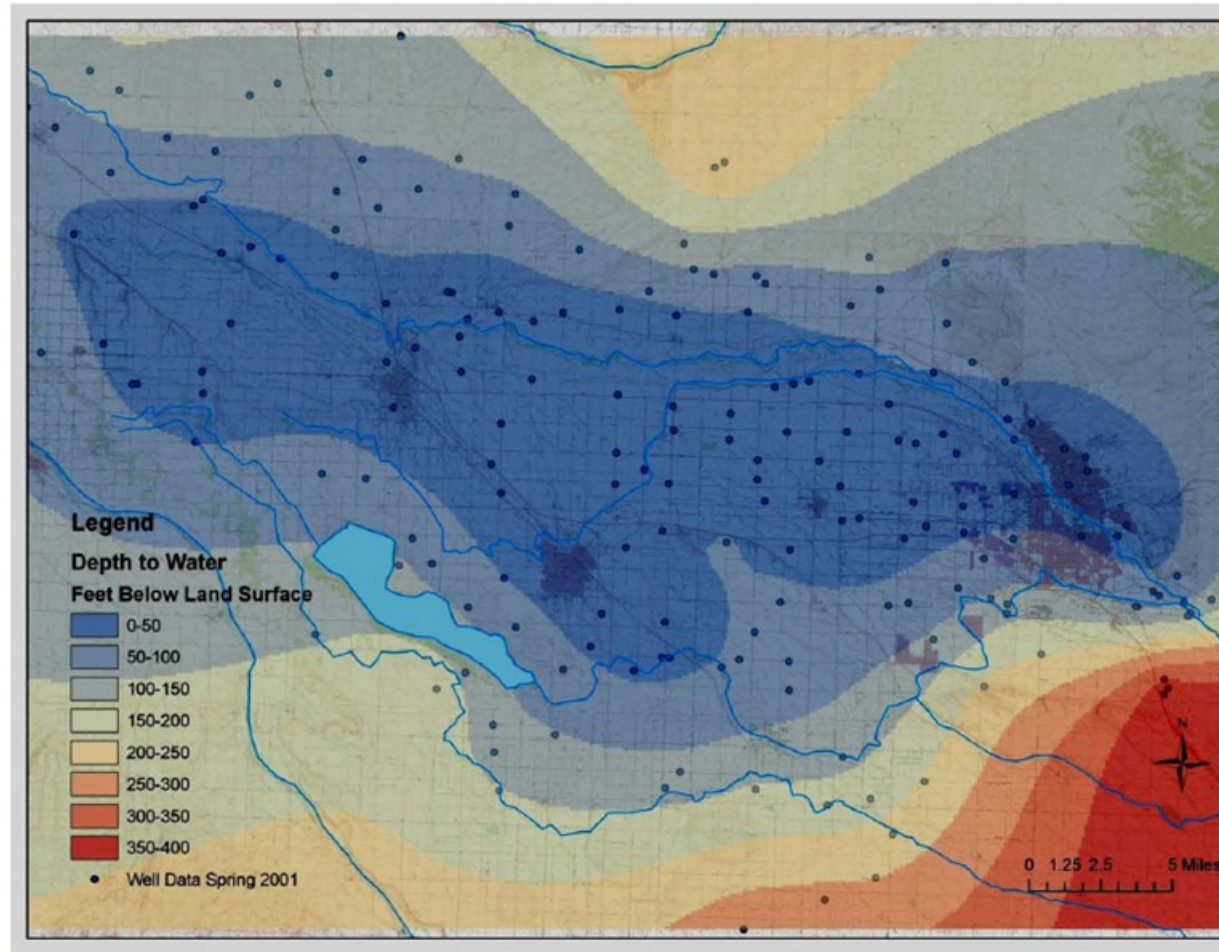 Legend
Depth to Water
Feet Below Land Surface
0-50
50-100
100-150
150-200
200-250
250-300
300-350
350-400
Well Data Spring 2001
N
0 1.25 2.5 5 Miles